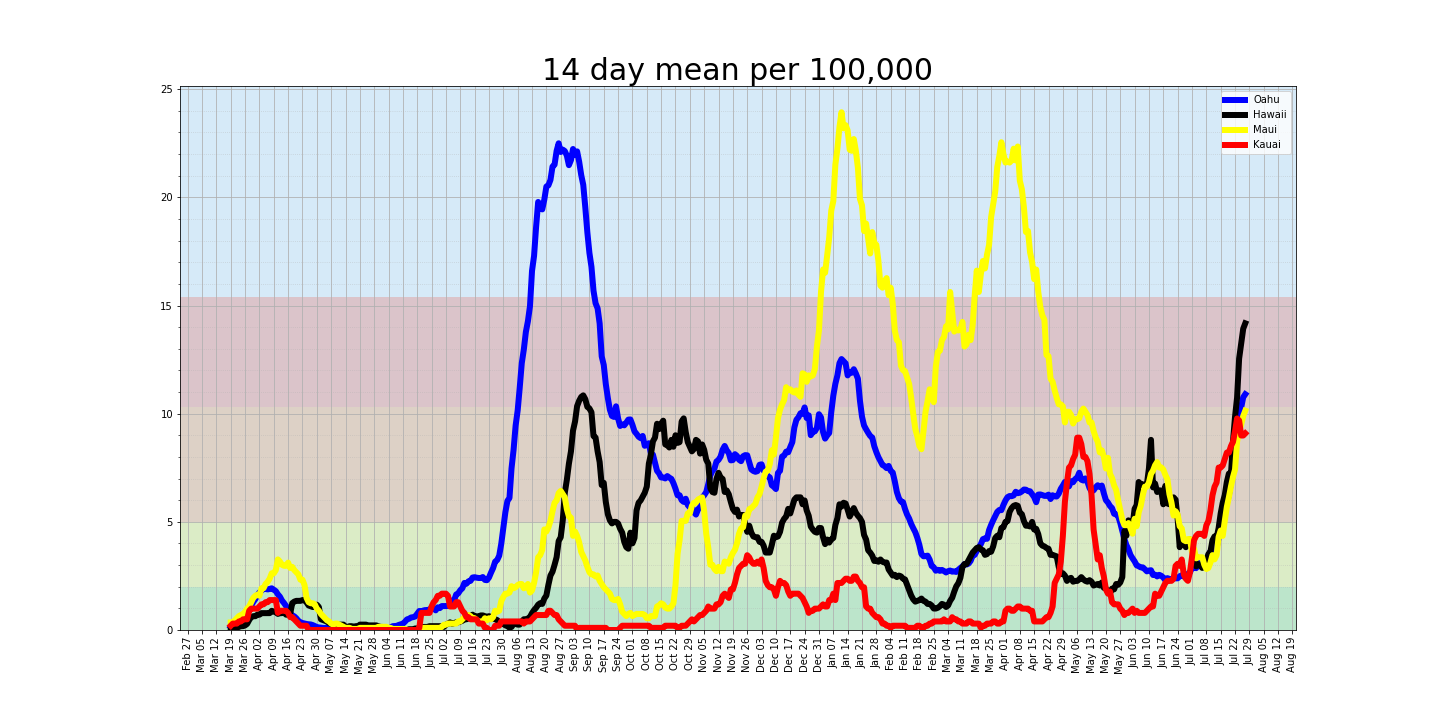 14 day mean per 100,000
25
20
15
10
5
0
Oahu
Hawaii
Maui
Kauai
Feb 27
Mar 05
Mar 12
Mar 19
Mar 26
Apr 02
Apr 09
Apr 16
Apr 23
Apr 30
May 07
May 14
May 21
May 28
Jun 04
Jun 11
Jun 18
Jun 25
Jul 02
Jul 09
Jul 16
Jul 23
Jul 30
Aug 06
Aug 13
Aug 20
Aug 27
Sep 03
Sep 10
Sep 17
Sep 24
Oct 01
Oct 08
Oct 15
Oct 22
Oct 29
Nov 05
Nov 12
Nov 19
Nov 26
Dec 03
Dec 10
Dec 17
Dec 24
Dec 31
Jan 07
Jan 14
Jan 21
Jan 28
Feb 04
Feb 11
Feb 18
Feb 25
Mar 04
Mar 11
Mar 18
Mar 25
Apr 01
Apr 08
Apr 15
Apr 22
Apr 29
May 06
May 13
May 20
May 27
Jun 03
Jun 10
Jun 17
Jun 24
Jul 01
Jul 08
Jul 15
Jul 22
Jul 29
Aug 05
Aug 12
Aug 19